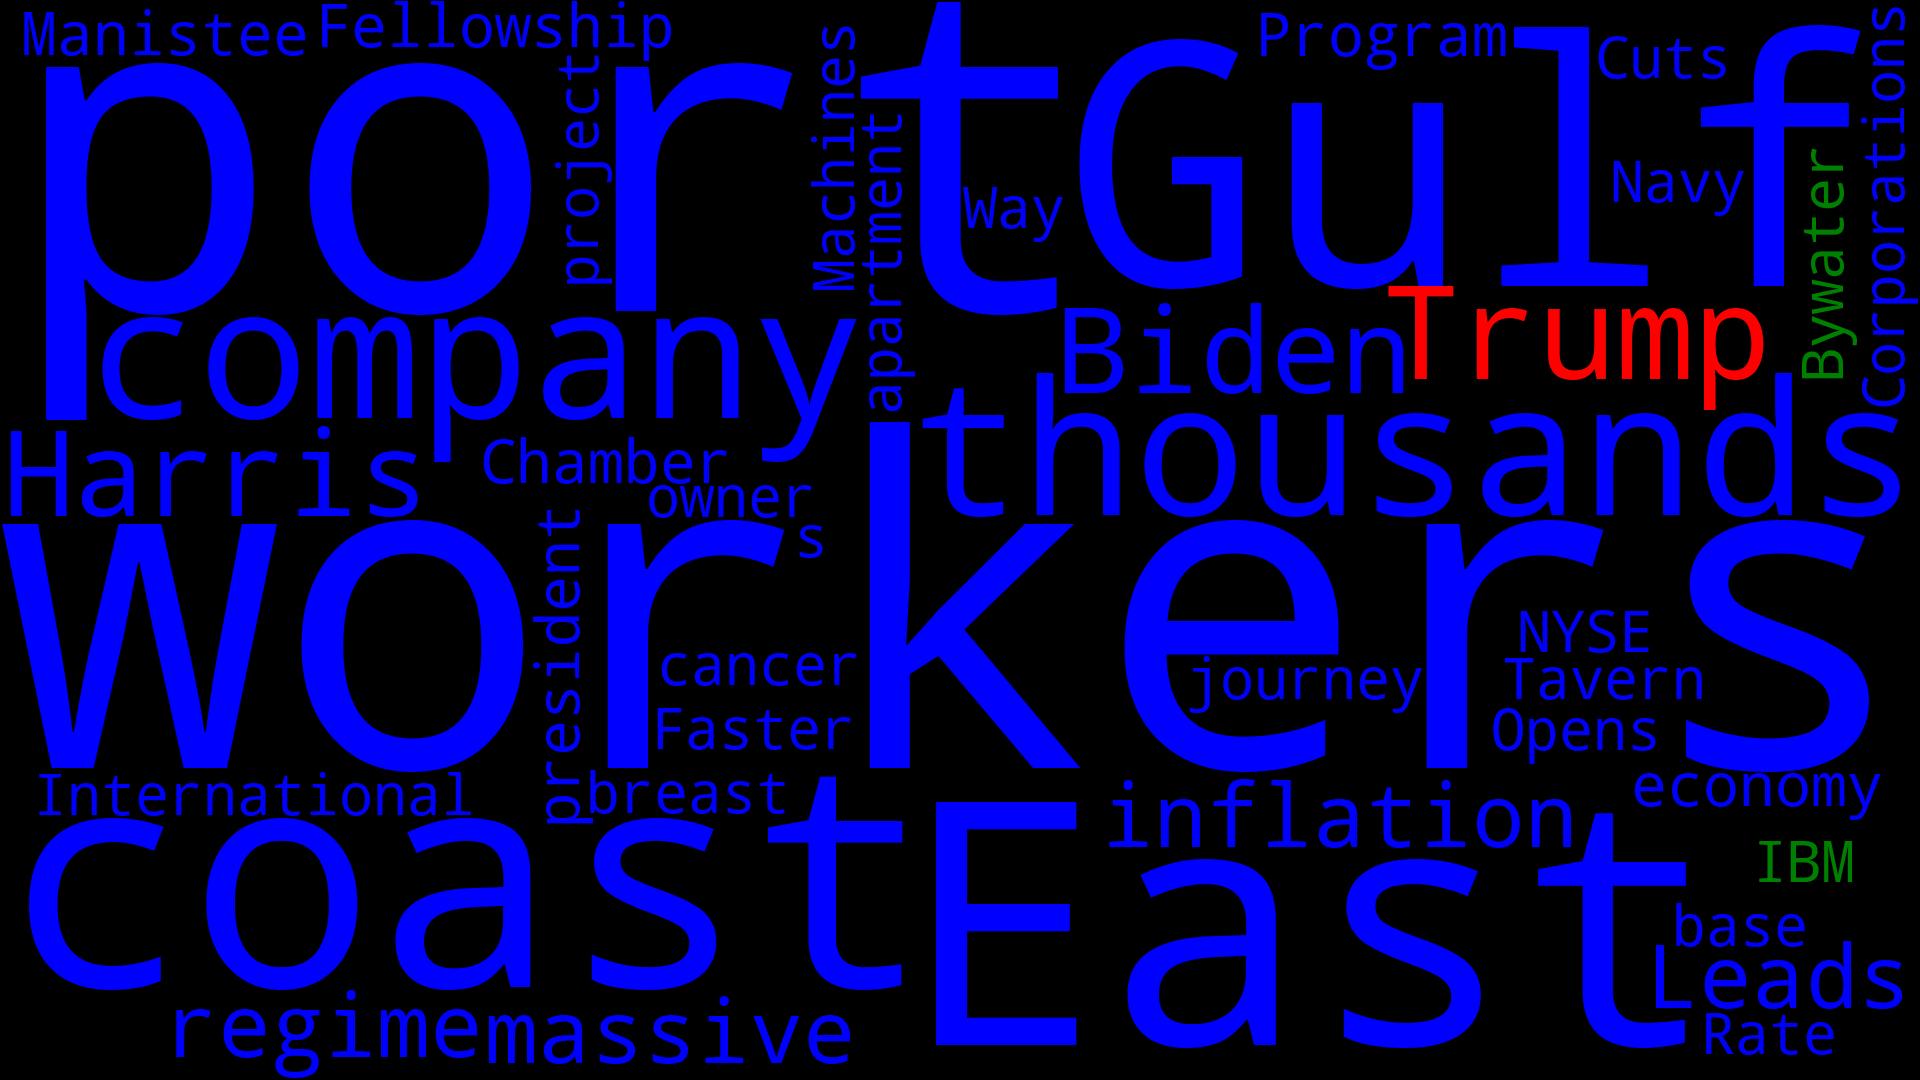 Manistee
Fellowship
Program
Cuts
Corporations
port
Gulf
project
Machines
apartment
Way
Navy
Bywater
company
Biden
Trump
thousands
Harris
Chamber
owner
s
workers
president
cancer
Faster
journey
NYSE
Tavern
Opens
International
breast
inflation
economy
coast
East
IBM
base
Leads
Rate
regime
massive